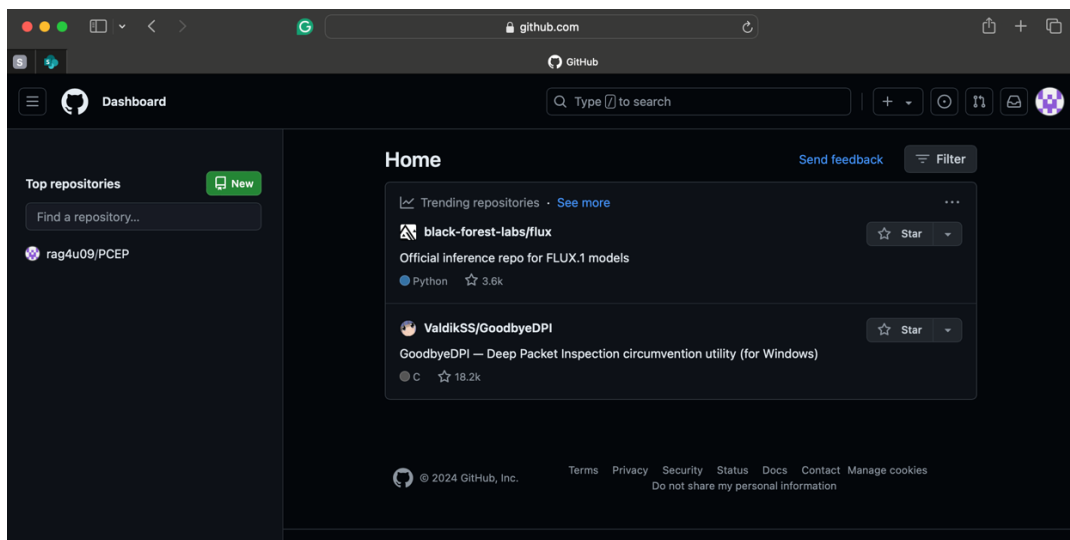 github.com
S
S
GitHub
Dashboard
Type / to search
Top repositories
New
Find a repository...
rag4u09/PCEP
Home
Send feedback
Filter
Trending repositories · See more
black-forest-labs/flux
Star
Official inference repo for FLUX.1 models
Python 3.6k
ValdikSS/GoodbyeDPI
Star
GoodbyeDPI — Deep Packet Inspection circumvention utility (for Windows)
C 18.2k
© 2024 GitHub, Inc.
Terms Privacy Security Status Docs Contact Manage cookies
Do not share my personal information